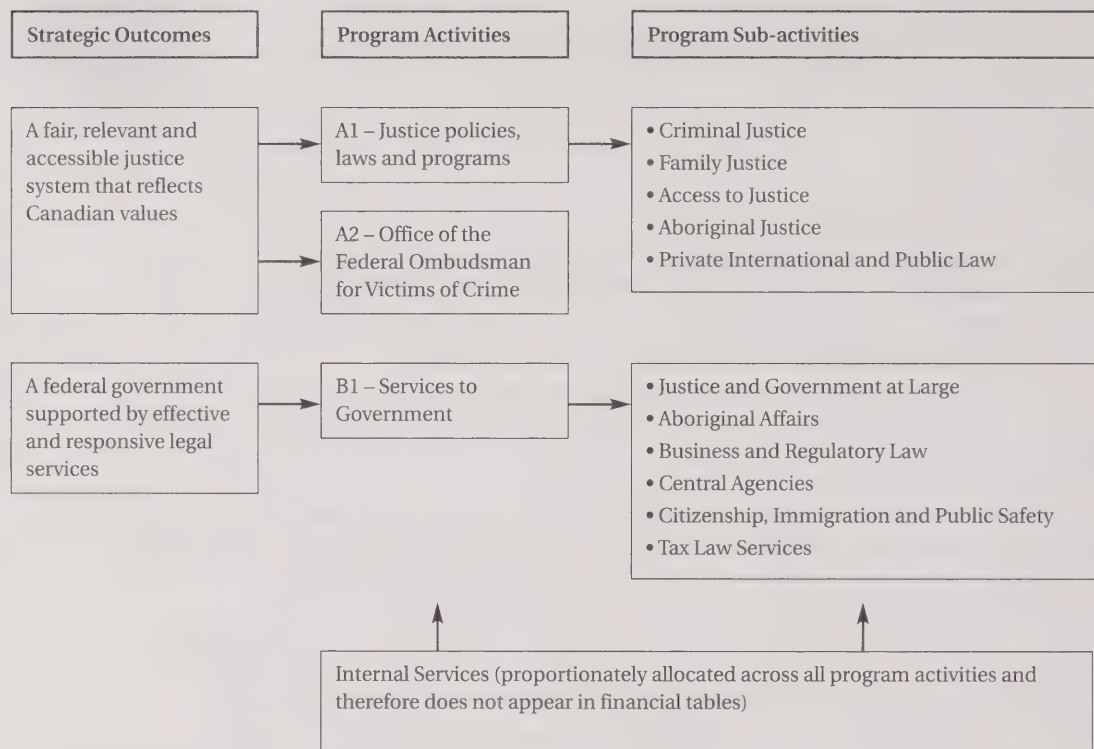 Strategic Outcomes
Program Activities
Program Sub-activities
A fair, relevant and
accessible justice
system that reflects
Canadian values
A1 – Justice policies,
laws and programs
A2 – Office of the
Federal Ombudsman
for Victims of Crime
• Criminal Justice
• Family Justice
• Access to Justice
• Aboriginal Justice
• Private International and Public Law
A federal government
supported by effective
and responsive legal
services
B1 – Services to
Government
• Justice and Government at Large
• Aboriginal Affairs
• Business and Regulatory Law
• Central Agencies
• Citizenship, Immigration and Public Safety
• Tax Law Services
Internal Services (proportionately allocated across all program activities and
therefore does not appear in financial tables)